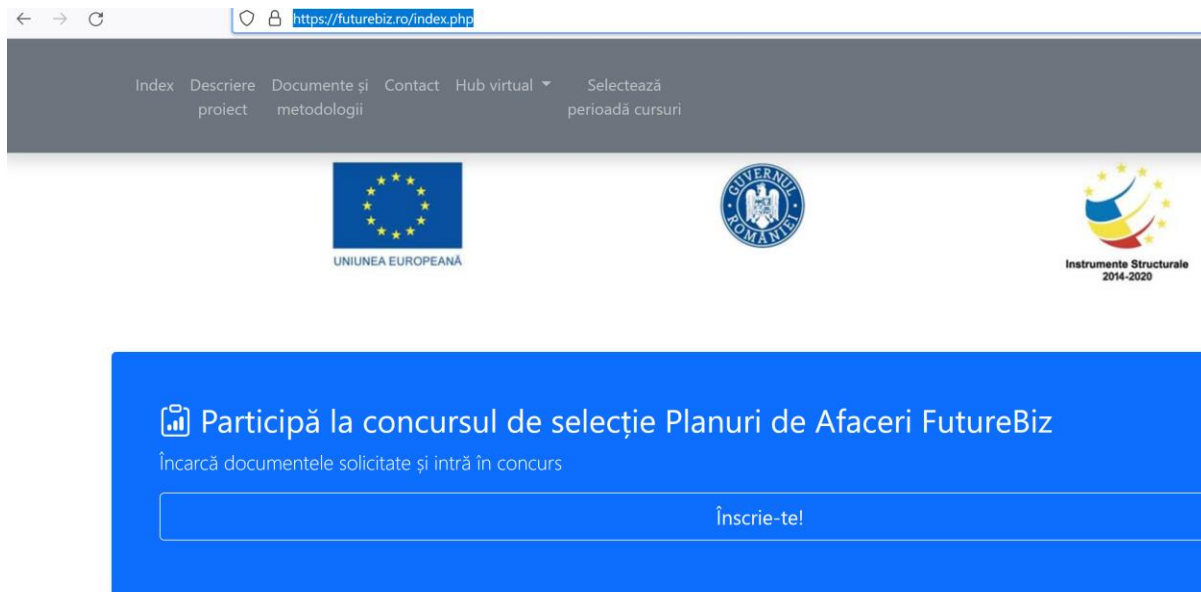 https://futurebiz.ro/index.php
Index Descriere Documente și Contact Hub virtual Selectează
proiect metodologii perioadă cursuri
UNIUNEA EUROPEANĂ
GUVERNUL ROMÂNIEI
Instrumente Structurale
2014-2020
Participă la concursul de selecție Planuri de Afaceri FutureBiz
Încarcă documentele solicitate și intră în concurs
Înscrie-te!